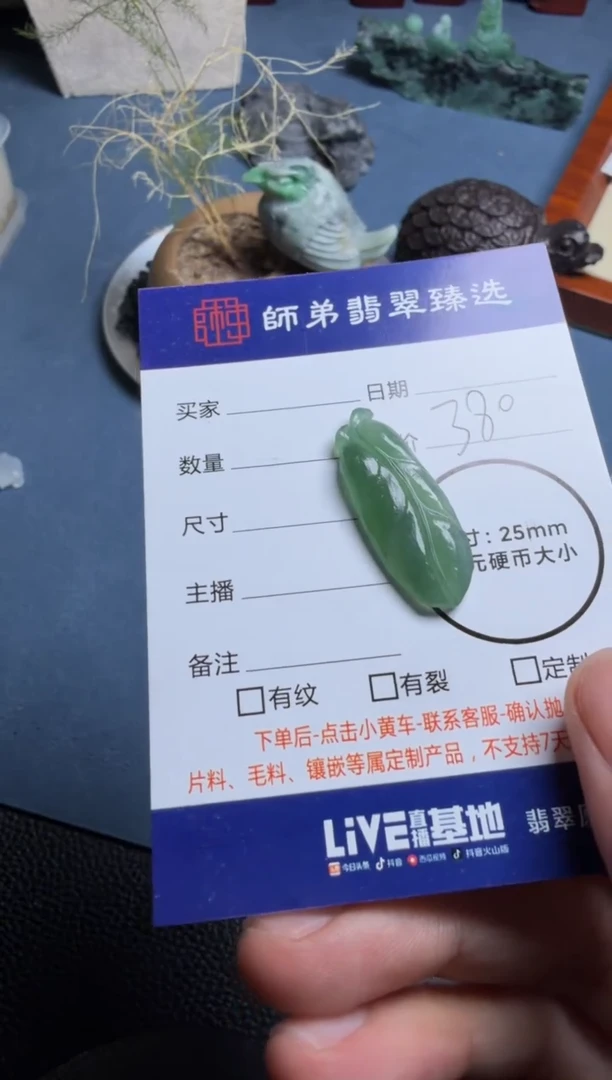 師弟翡翠臻选
买家
日期
数量
价 380
尺寸
寸: 25mm
元硬币大小
主播
备注
有纹
有裂
定制
下单后-点击小黄车-联系客服-确认抛
片料、毛料、镶嵌等属定制产品，不支持7天
LiVE直播基地
翡翠
今日头条 抖音 西瓜视频 抖音火山版